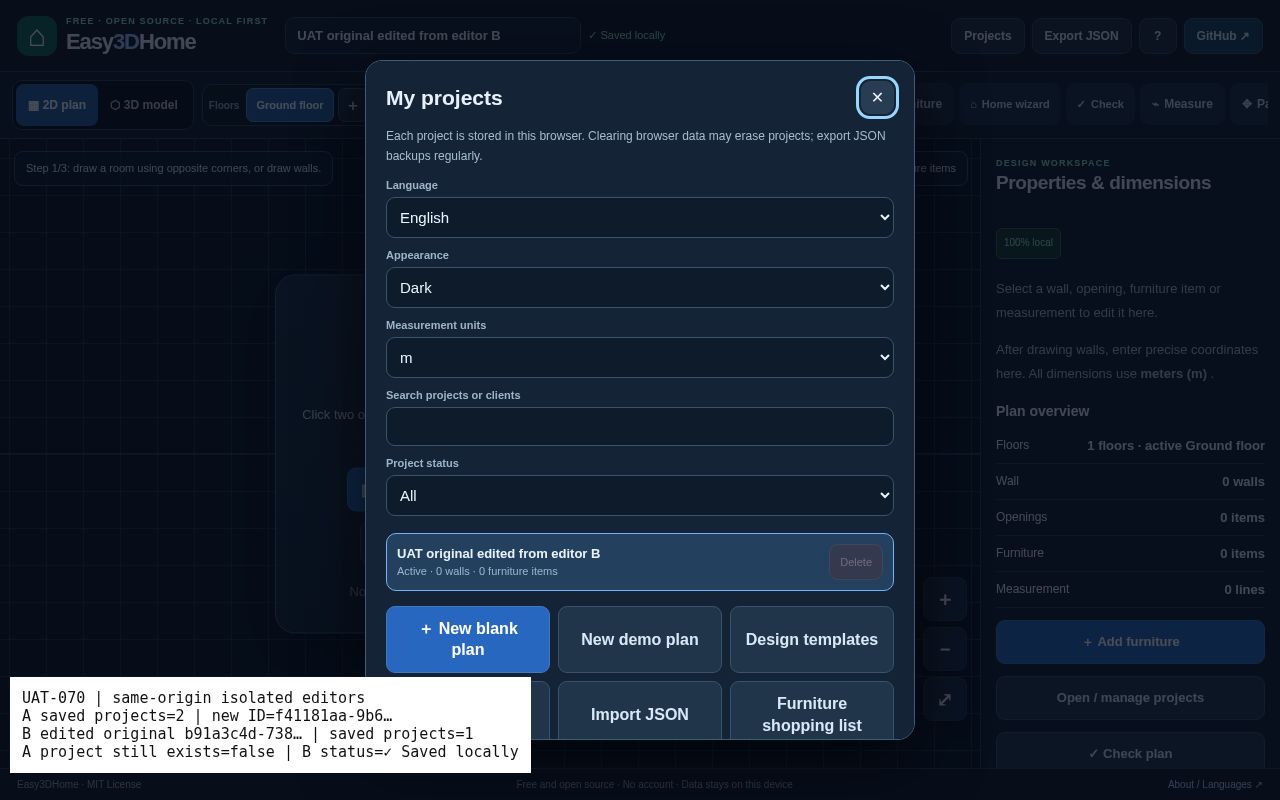 FREE · OPEN SOURCE · LOCAL FIRST
Easy3DHome
UAT original edited from editor B
✓ Saved locally
Projects
Export JSON
?
GitHub ↗
2D plan
3D model
Floors
Ground floor
+
Home wizard
✓ Check
Measure
Step 1/3: draw a room using opposite corners, or draw walls.
My projects
✕
Each project is stored in this browser. Clearing browser data may erase projects; export JSON
backups regularly.
Language
English
Appearance
Dark
Measurement units
m
Search projects or clients
Project status
All
UAT original edited from editor B
Active · 0 walls · 0 furniture items
Delete
+ New blank
plan
New demo plan
Design templates
Import JSON
Furniture
shopping list
Click two
No
re items
DESIGN WORKSPACE
Properties & dimensions
100% local
Select a wall, opening, furniture item or
measurement to edit it here.
After drawing walls, enter precise coordinates
here. All dimensions use meters (m) .
Plan overview
Floors 1 floors · active Ground floor
Wall 0 walls
Openings 0 items
Furniture 0 items
Measurement 0 lines
+ Add furniture
Open / manage projects
✓ Check plan
+
−
⤢
UAT-070 | same-origin isolated editors
A saved projects=2 | new ID=f41181aa-9b6…
B edited original b91a3c4d-738… | saved projects=1
A project still exists=false | B status=✓ Saved locally
Easy3DHome · MIT License
Free and open source · No account · Data stays on this device
About / Languages ↗